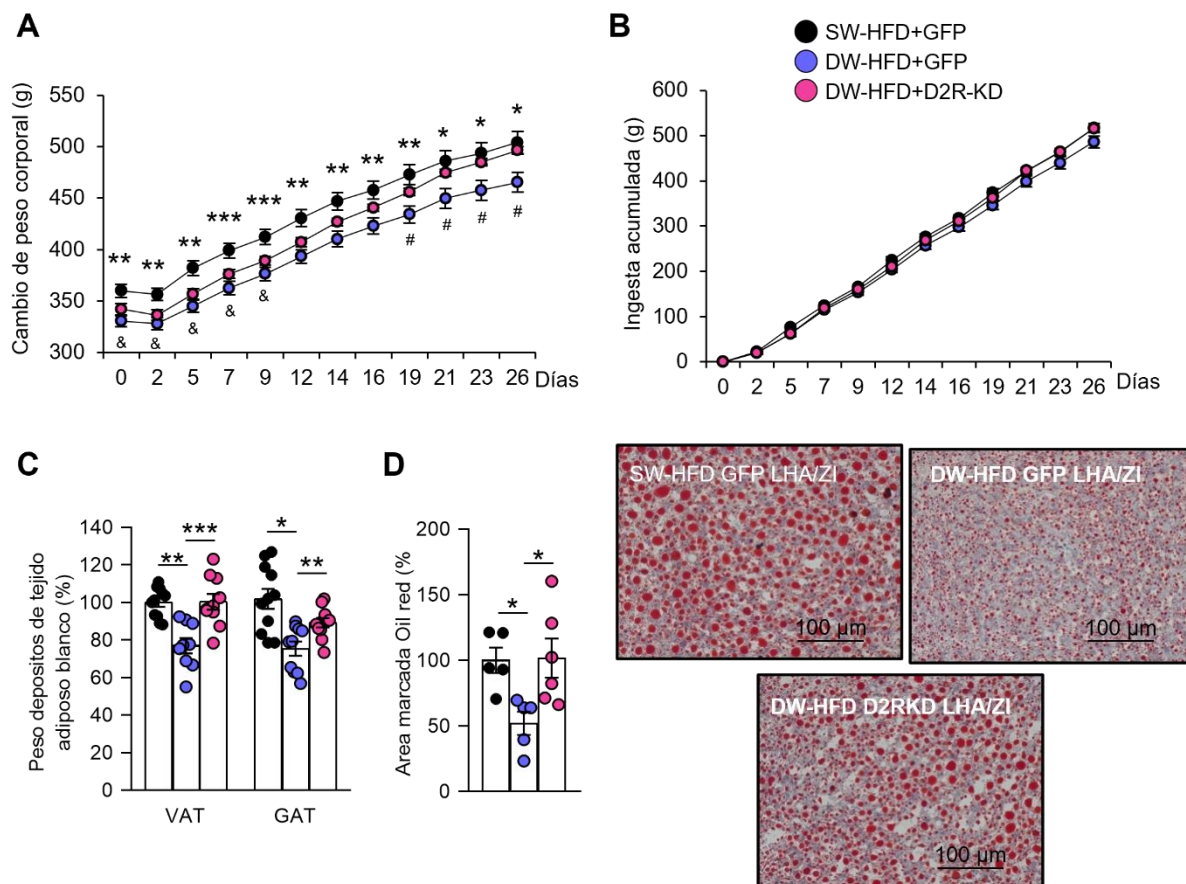 A
Cambio de peso corporal (g)
550
500
450
400
350
300
** ** ** *** *** ** ** ** ** * * *
& & & & & # # # #
0 2 5 7 9 12 14 16 19 21 23 26 Días
B
SW-HFD+GFP
DW-HFD+GFP
DW-HFD+D2R-KD
Ingesta acumulada (g)
600
500
400
300
200
100
0
0 2 5 7 9 12 14 16 19 21 23 26 Días
C
Peso depositos de tejido
adiposo blanco (%)
140
120
100
80
60
40
20
0
** *** * **
VAT GAT
D
Area marcada Oil red (%
200
150
100
50
0
* *
SW-HFD GFP LHA/ZI
100 µm
DW-HFD GFP LHA/ZI
100 µm
DW-HFD D2RKD LHA/ZI
100 µm